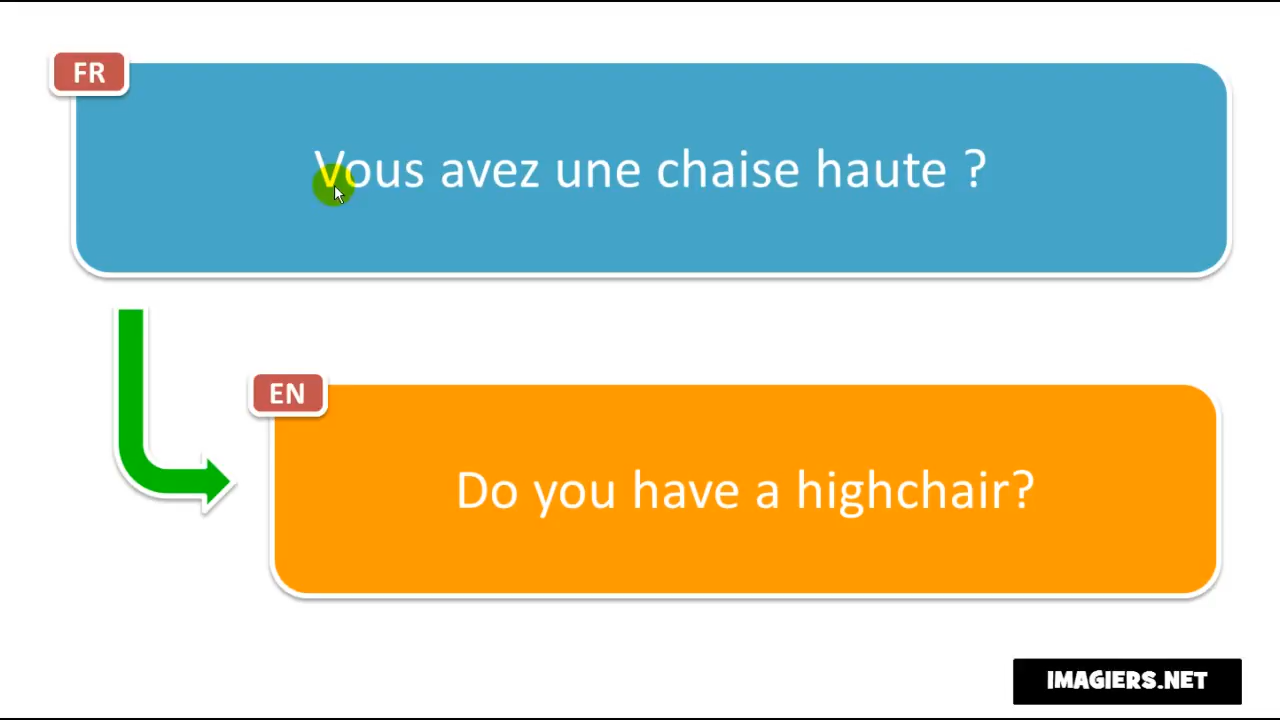 FR
Vous avez une chaise haute ?
EN
Do you have a highchair?
IMAGIERS.NET